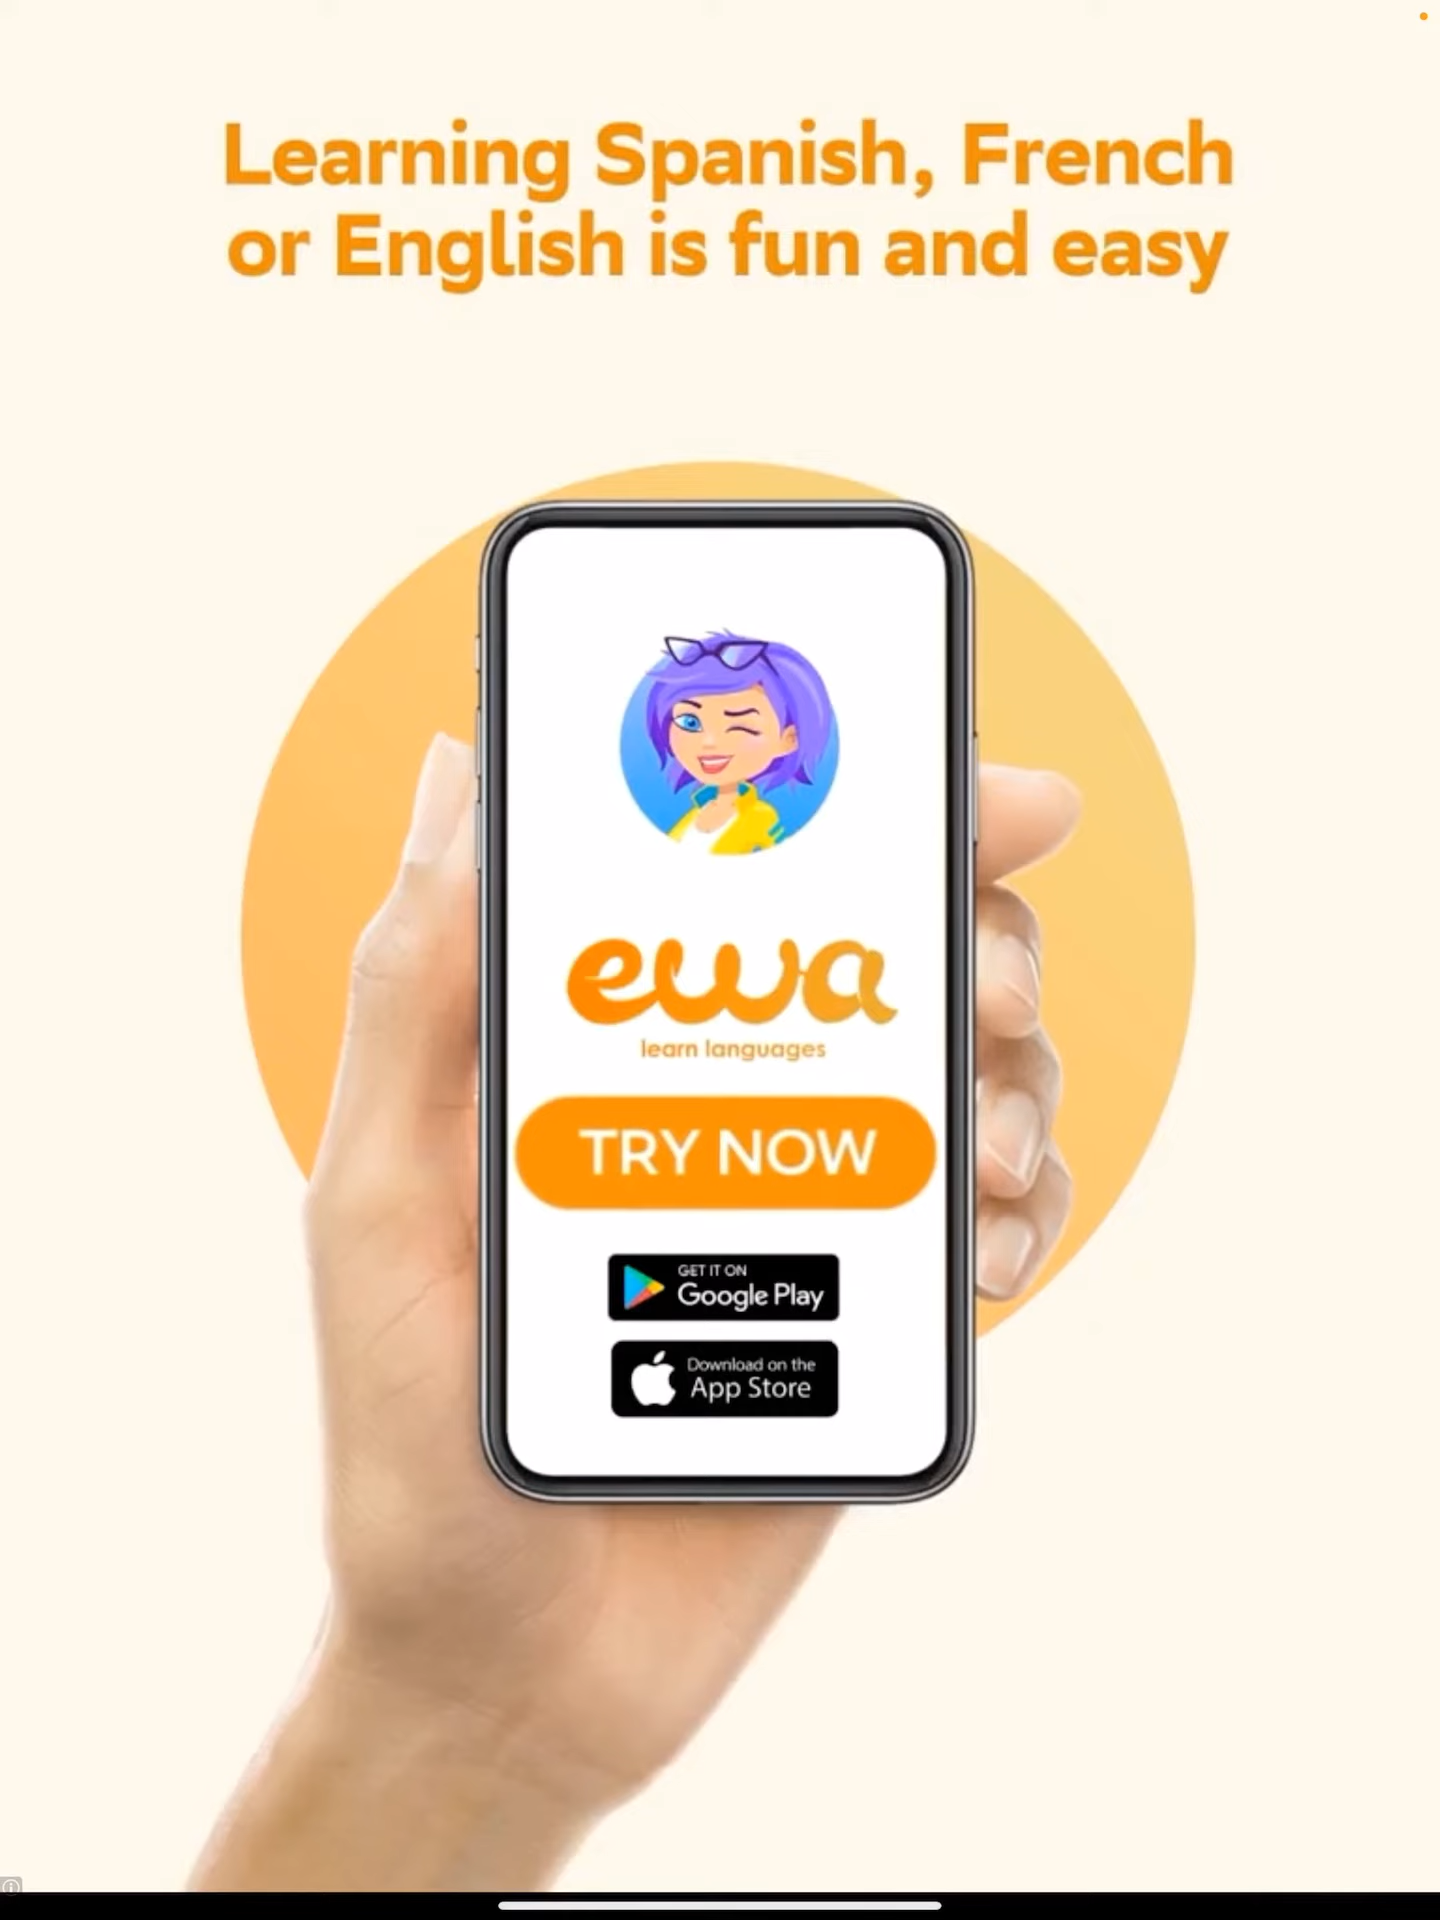 Learning Spanish, French
or English is fun and easy
ewa
learn languages
TRY NOW
GET IT ON
Google Play
Download on the
App Store